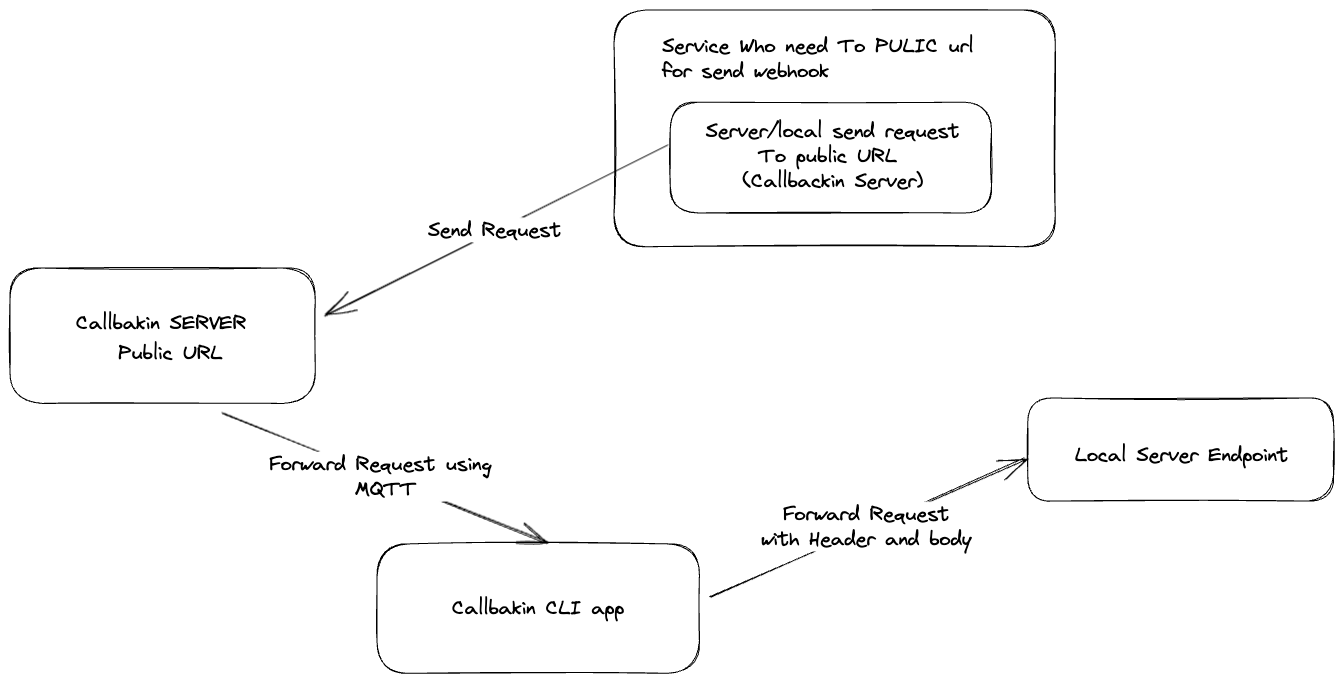 Service Who need To PULIC url
for send webhook
Server/local send request
To public URL
(Callbackin Server)
Send Request
Callbakin SERVER
Public URL
Forward Request using
MQTT
Local Server Endpoint
Forward Request
with Header and body
Callbakin CLI app